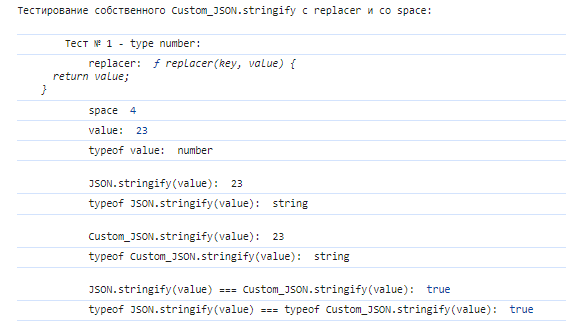 Тестирование собственного Custom_JSON.stringify с replacer и со space:
Тест № 1 - type number:
replacer: ƒ replacer(key, value) {
return value;
}
space 4
value: 23
typeof value: number
JSON.stringify(value): 23
typeof JSON.stringify(value): string
Custom_JSON.stringify(value): 23
typeof Custom_JSON.stringify(value): string
JSON.stringify(value) === Custom_JSON.stringify(value): true
typeof JSON.stringify(value) === typeof Custom_JSON.stringify(value): true